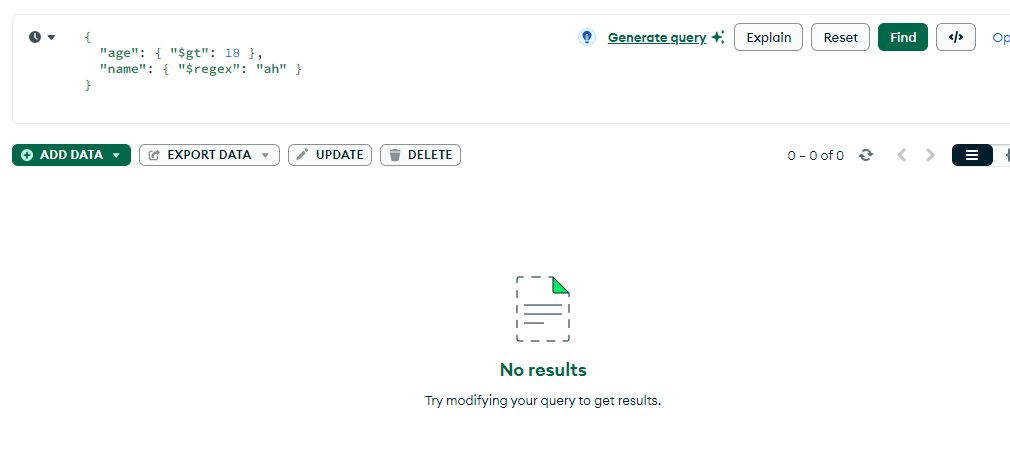 {
"age": { "$gt": 18 },
"name": { "$regex": "ah" }
}
Generate query
Explain
Reset
Find
</>
Op
ADD DATA
EXPORT DATA
UPDATE
DELETE
0 – 0 of 0
No results
Try modifying your query to get results.